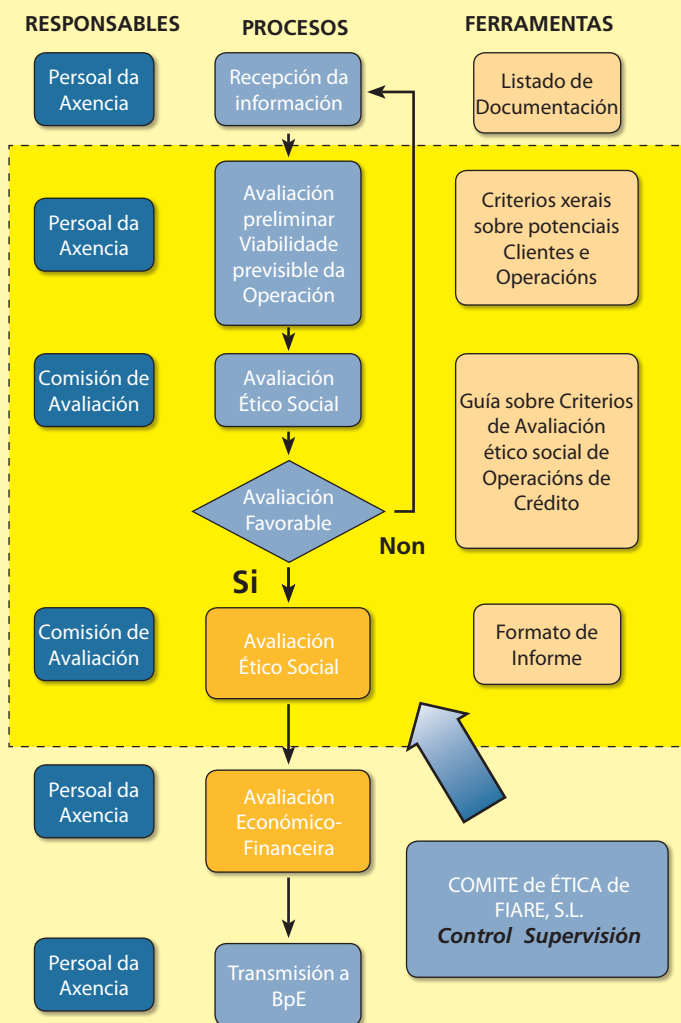 RESPONSABLES
PROCESOS
FERRAMENTAS
Persoal da
Axencia
Recepción da
información
Listado de
Documentación
Persoal da
Axencia
Avaliación
preliminar
Viabilidade
previsible da
Operación
Criterios xerais
sobre potenciais
Clientes e
Operacións
Comisión de
Avaliación
Avaliación
Ético Social
Guía sobre Criterios
de Avaliación
ético social de
Operacións de
Crédito
Avaliación
Favorable
Non
Si
Comisión de
Avaliación
Avaliación
Ético Social
Formato de
Informe
Persoal da
Axencia
Avaliación
Económico-
Financeira
COMITE de ÉTICA de
FIARE, S.L.
Control Supervisión
Persoal da
Axencia
Transmisión a
BpE